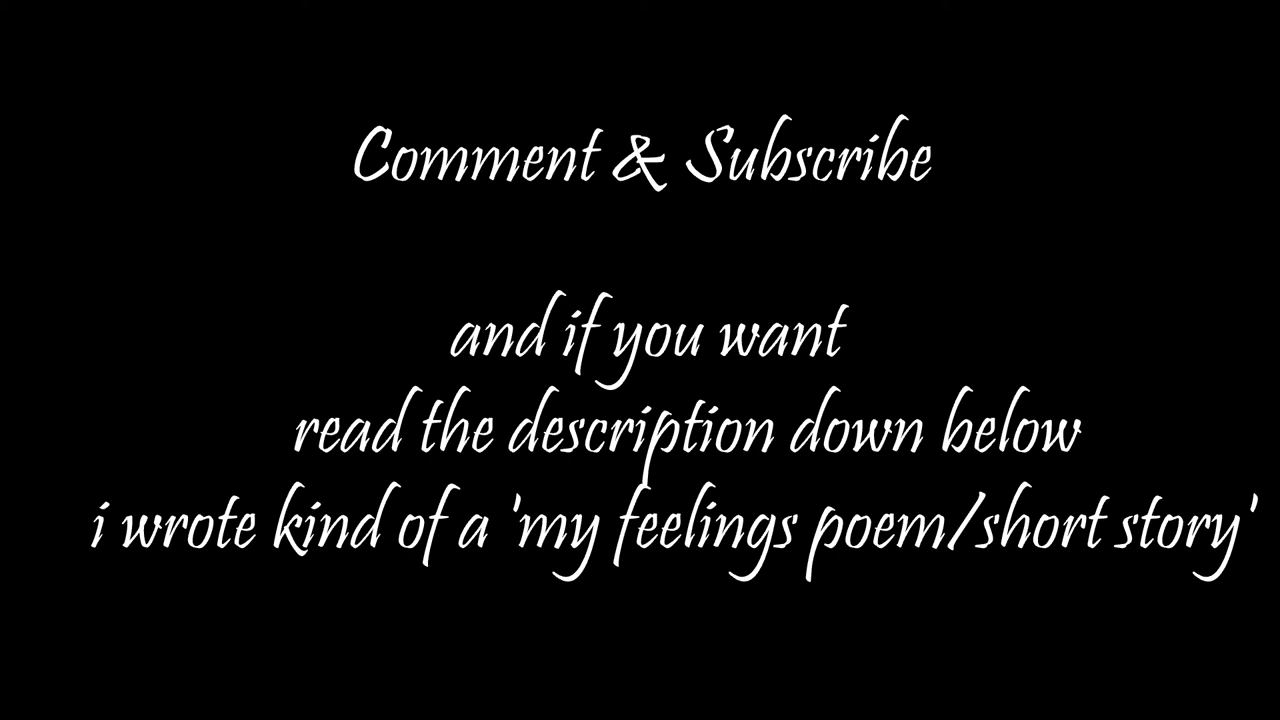 Comment & Subscribe
and if you want
read the description down below
i wrote kind of a 'my feelings poem/short story'